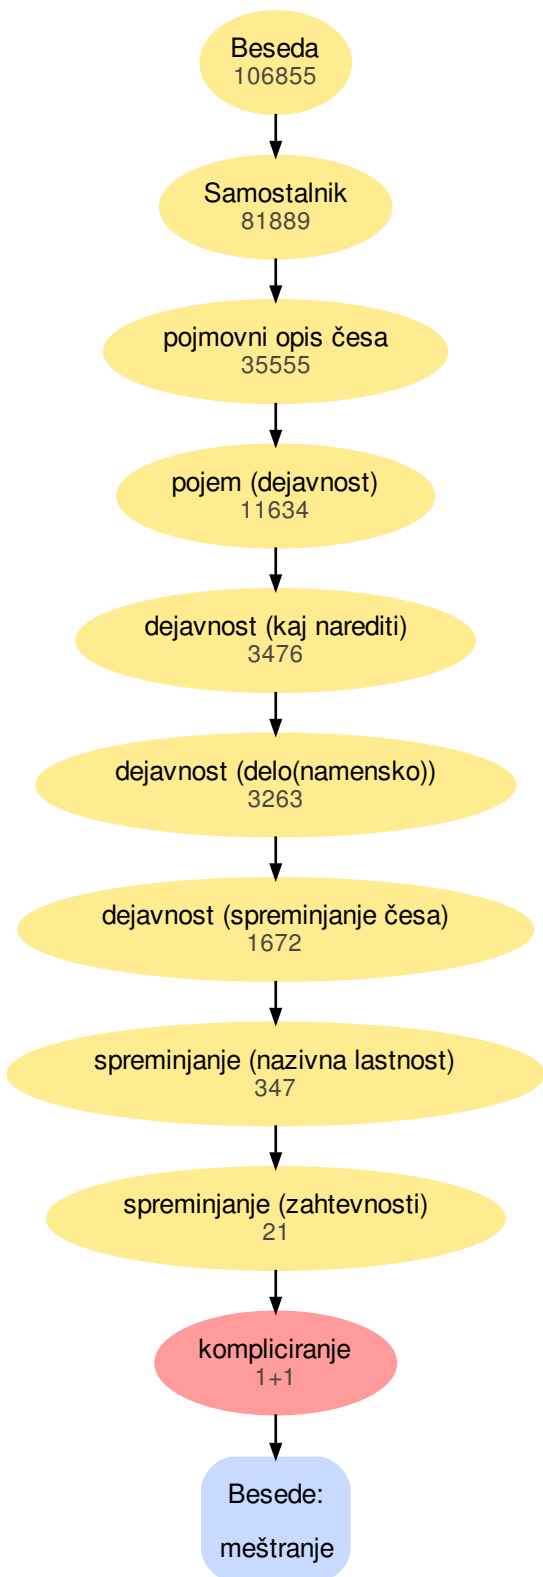 Beseda
106855
Samostalnik
81889
pojmovni opis česa
35555
pojem (dejavnost)
11634
dejavnost (kaj narediti)
3476
dejavnost (delo(namensko))
3263
dejavnost (spreminjanje česa)
1672
spreminjanje (nazivna lastnost)
347
spreminjanje (zahtevnosti)
21
kompliciranje
1+1
Besede:
meštranje